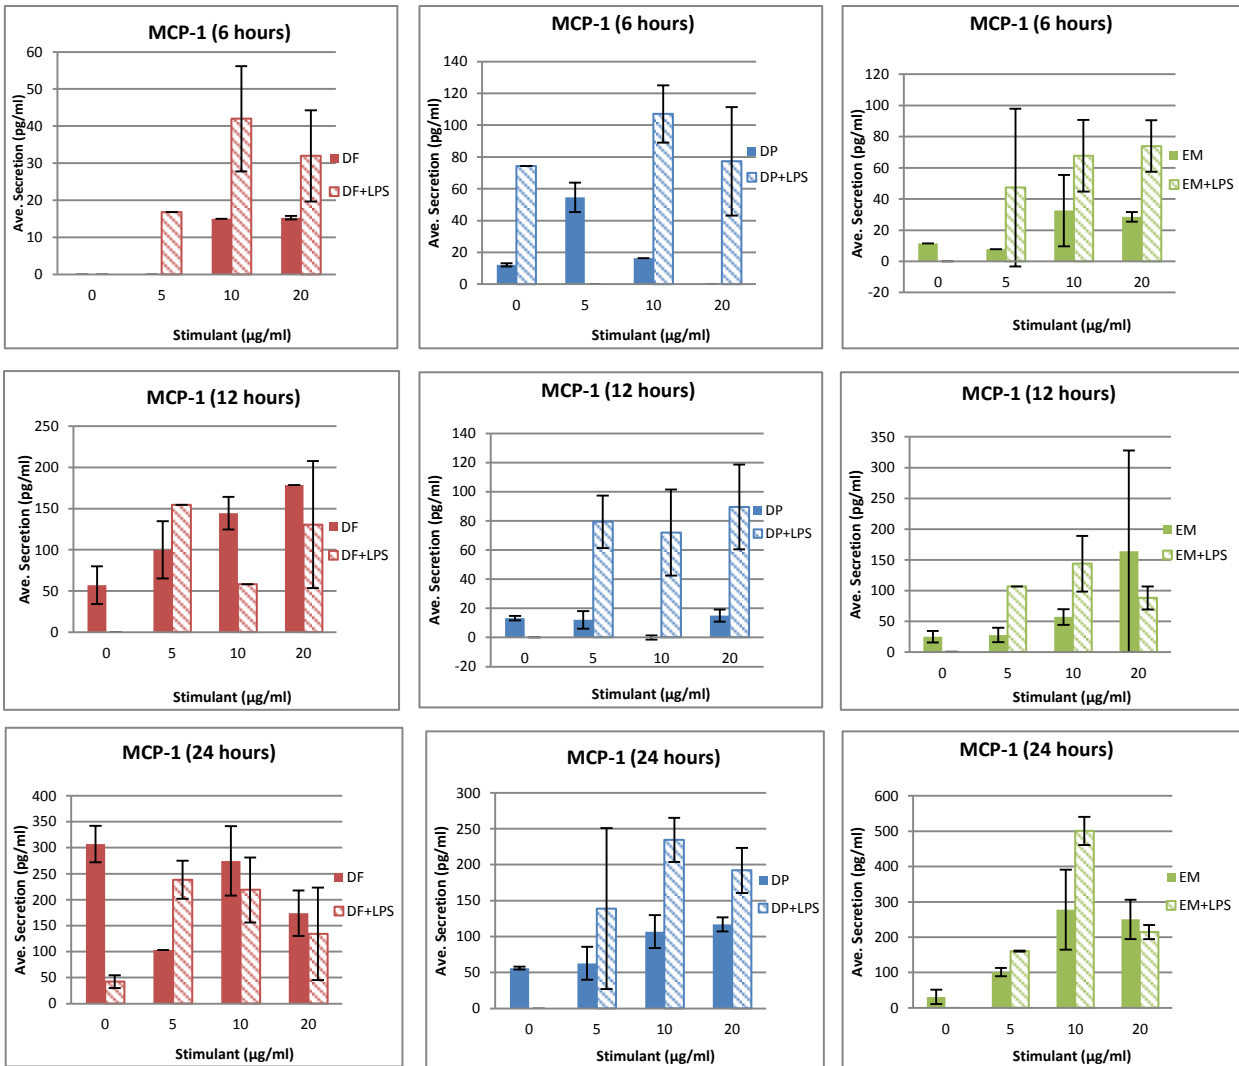 MCP-1 (6 hours)
Ave. Secretion (pg/ml)
60
50
40
30
20
10
0
0 5 10 20
Stimulant (µg/ml)
DF
DF+LPS
MCP-1 (6 hours)
Ave. Secretion (pg/ml)
140
120
100
80
60
40
20
0
0 5 10 20
Stimulant (µg/ml)
DP
DP+LPS
MCP-1 (6 hours)
Ave. Secretion (pg/ml)
120
100
80
60
40
20
0
-20
0 5 10 20
Stimulant (µg/ml)
EM
EM+LPS
MCP-1 (12 hours)
Ave. Secretion (pg/ml)
250
200
150
100
50
0
0 5 10 20
Stimulant (µg/ml)
DF
DF+LPS
MCP-1 (12 hours)
Ave. Secretion (pg/ml)
140
120
100
80
60
40
20
0
-20
0 5 10 20
Stimulant (µg/ml)
DP
DP+LPS
MCP-1 (12 hours)
Ave. Secretion (pg/ml)
350
300
250
200
150
100
50
0
0 5 10 20
Stimulant (µg/ml)
EM
EM+LPS
MCP-1 (24 hours)
Ave. Secretion (pg/ml)
400
350
300
250
200
150
100
50
0
0 5 10 20
Stimulant (µg/ml)
DF
DF+LPS
MCP-1 (24 hours)
Ave. Secretion (pg/ml)
300
250
200
150
100
50
0
0 5 10 20
Stimulant (µg/ml)
DP
DP+LPS
MCP-1 (24 hours)
Ave. Secretion (pg/ml)
600
500
400
300
200
100
0
0 5 10 20
Stimulant (µg/ml)
EM
EM+LPS